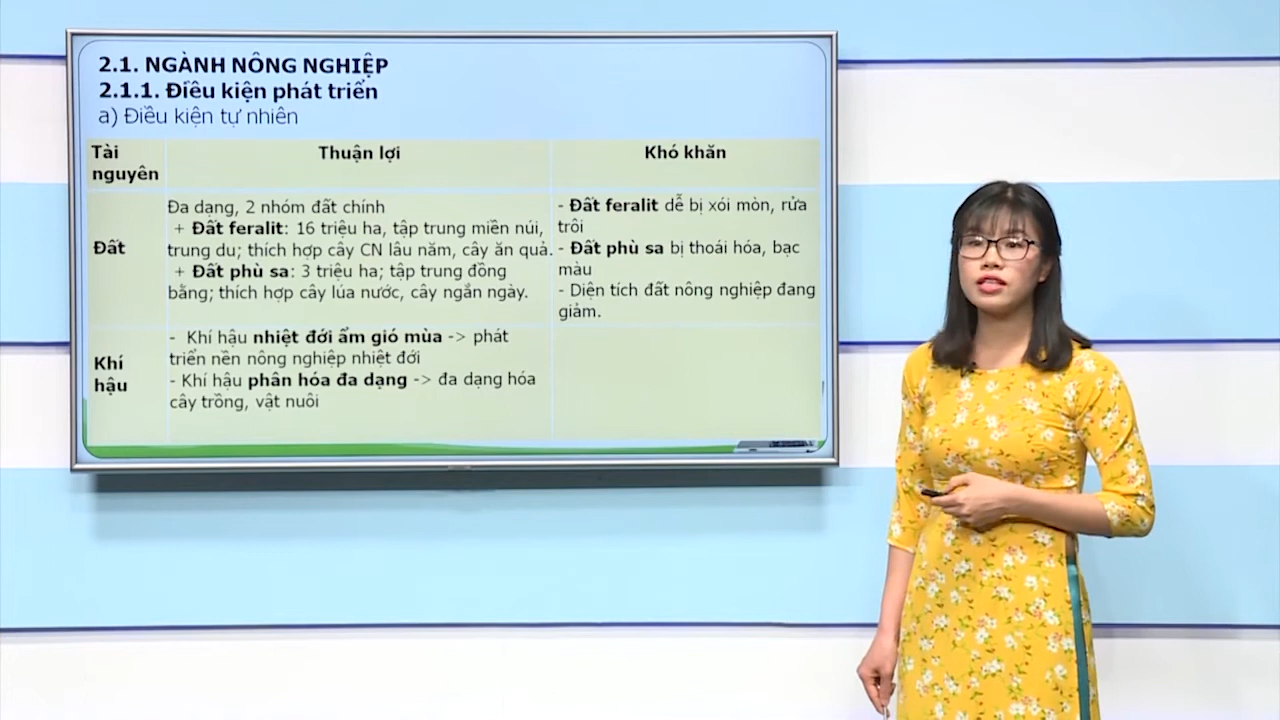 2.1. NGÀNH NÔNG NGHIỆP
2.1.1. Điều kiện phát triển
a) Điều kiện tự nhiên
Tài
nguyên
Thuận lợi
Khó khăn
Đất
Đa dạng, 2 nhóm đất chính
+ Đất feralit: 16 triệu ha, tập trung miền núi,
trung du; thích hợp cây CN lâu năm, cây ăn quả.
+ Đất phù sa: 3 triệu ha; tập trung đồng
bằng; thích hợp cây lúa nước, cây ngắn ngày.
- Đất feralit dễ bị xói mòn, rửa
trôi
- Đất phù sa bị thoái hóa, bạc
màu
- Diện tích đất nông nghiệp đang
giảm.
Khí
hậu
- Khí hậu nhiệt đới ẩm gió mùa -> phát
triển nền nông nghiệp nhiệt đới
- Khí hậu phân hóa đa dạng -> đa dạng hóa
cây trồng, vật nuôi